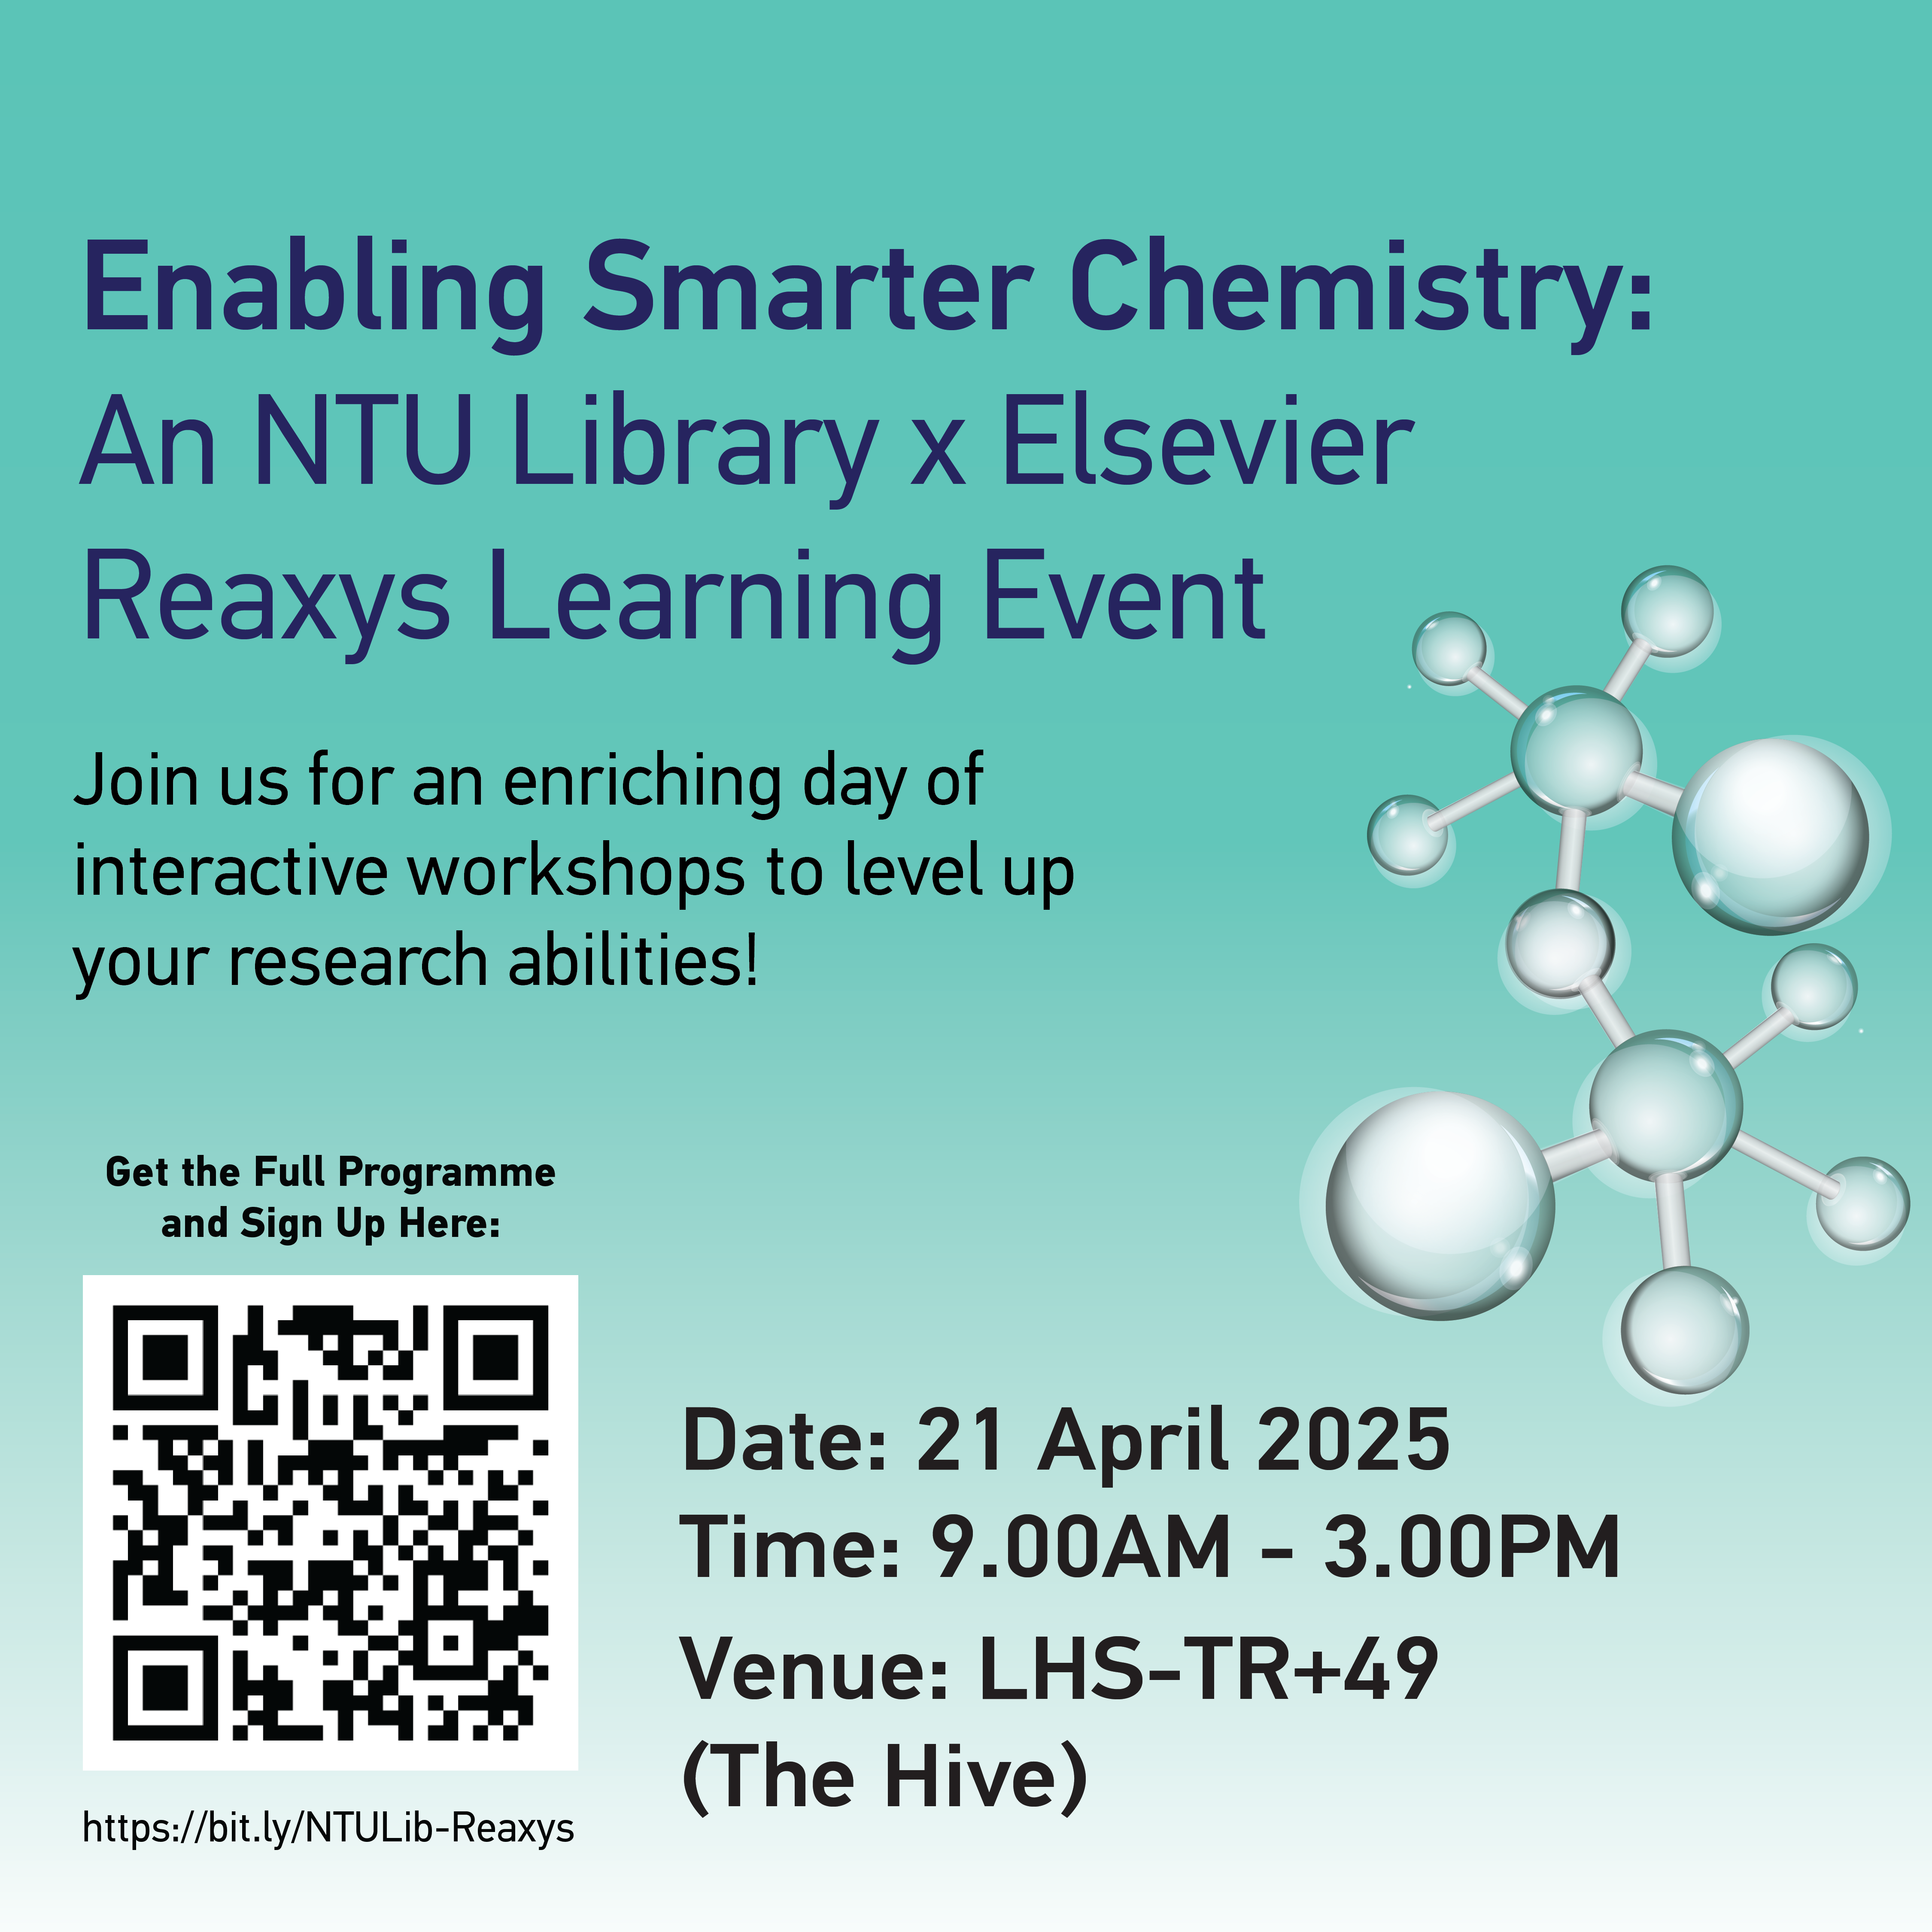 Enabling Smarter Chemistry:
An NTU Library x Elsevier
Reaxys Learning Event
Join us for an enriching day of
interactive workshops to level up
your research abilities!
Get the Full Programme
and Sign Up Here:
https://bit.ly/NTULib-Reaxys
Date: 21 April 2025
Time: 9.00AM - 3.00PM
Venue: LHS-TR+49
(The Hive)